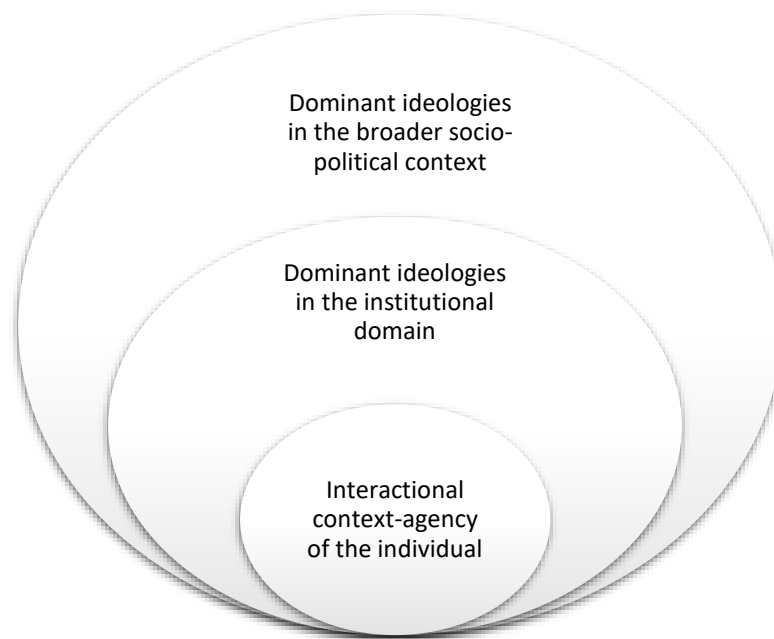 Dominant ideologies
in the broader socio-
political context
Dominant ideologies
in the institutional
domain
Interactional
context-agency
of the individual